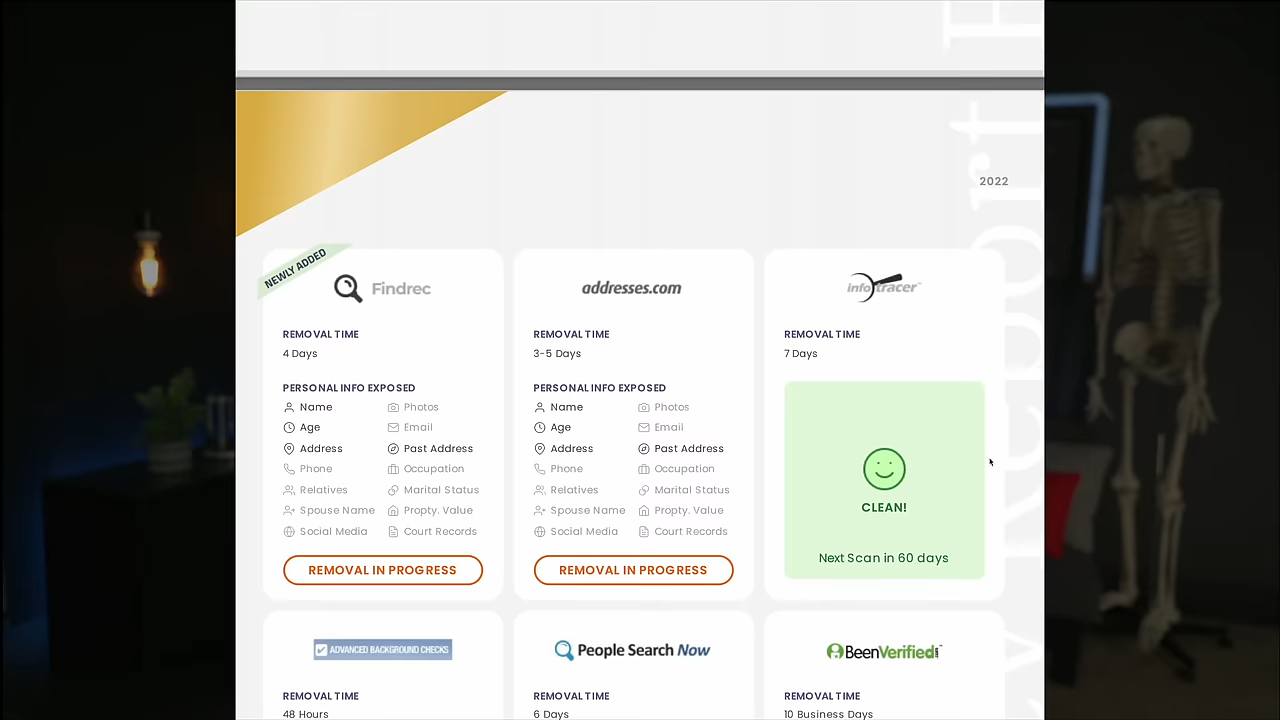 2022
NEWLY ADDED
Findrec
REMOVAL TIME
4 Days
PERSONAL INFO EXPOSED
Name
Photos
Age
Email
Address
Past Address
Phone
Occupation
Relatives
Marital Status
Spouse Name
Propty. Value
Social Media
Court Records
REMOVAL IN PROGRESS
addresses.com
REMOVAL TIME
3-5 Days
PERSONAL INFO EXPOSED
Name
Photos
Age
Email
Address
Past Address
Phone
Occupation
Relatives
Marital Status
Spouse Name
Propty. Value
Social Media
Court Records
REMOVAL IN PROGRESS
infotracer
REMOVAL TIME
7 Days
CLEAN!
Next Scan in 60 days
ADVANCED BACKGROUND CHECKS
REMOVAL TIME
48 Hours
People Search Now
REMOVAL TIME
6 Days
BeenVerified
REMOVAL TIME
10 Business Days